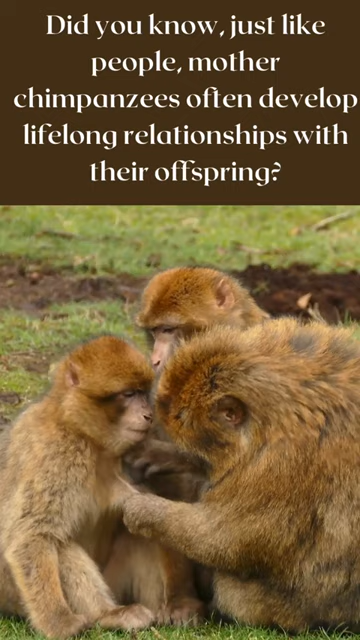 Did you know, just like
people, mother
chimpanzees often develop
lifelong relationships with
their offspring?